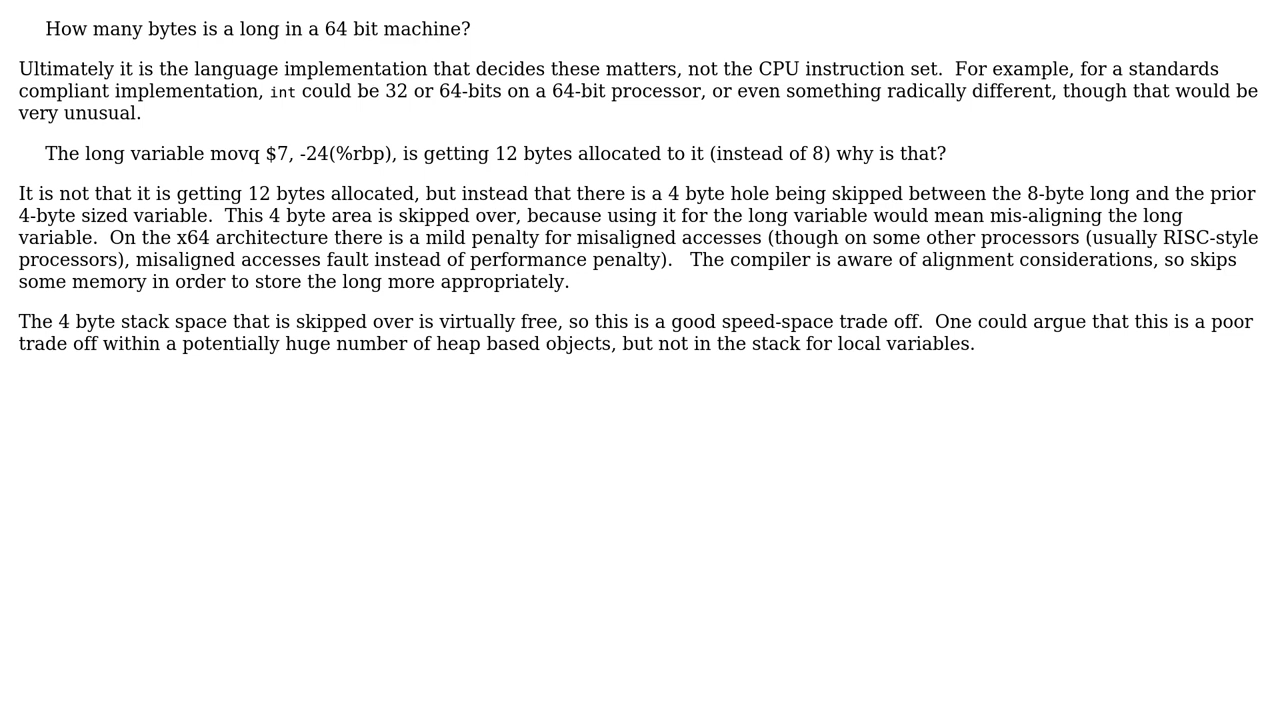 How many bytes is a long in a 64 bit machine?
Ultimately it is the language implementation that decides these matters, not the CPU instruction set.  For example, for a standards
compliant implementation, int could be 32 or 64-bits on a 64-bit processor, or even something radically different, though that would be
very unusual.
The long variable movq $7, -24(%rbp), is getting 12 bytes allocated to it (instead of 8) why is that?
It is not that it is getting 12 bytes allocated, but instead that there is a 4 byte hole being skipped between the 8-byte long and the prior
4-byte sized variable.  This 4 byte area is skipped over, because using it for the long variable would mean mis-aligning the long
variable.  On the x64 architecture there is a mild penalty for misaligned accesses (though on some other processors (usually RISC-style
processors), misaligned accesses fault instead of performance penalty).   The compiler is aware of alignment considerations, so skips
some memory in order to store the long more appropriately.
The 4 byte stack space that is skipped over is virtually free, so this is a good speed-space trade off.  One could argue that this is a poor
trade off within a potentially huge number of heap based objects, but not in the stack for local variables.